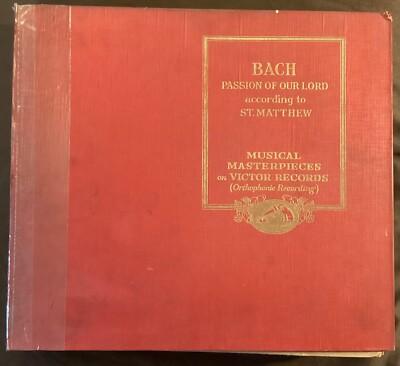 BACH
PASSION OF OUR LORD
according to
ST. MATTHEW
MUSICAL
MASTERPIECES
on VICTOR RECORDS
(Orthophonic Recording)